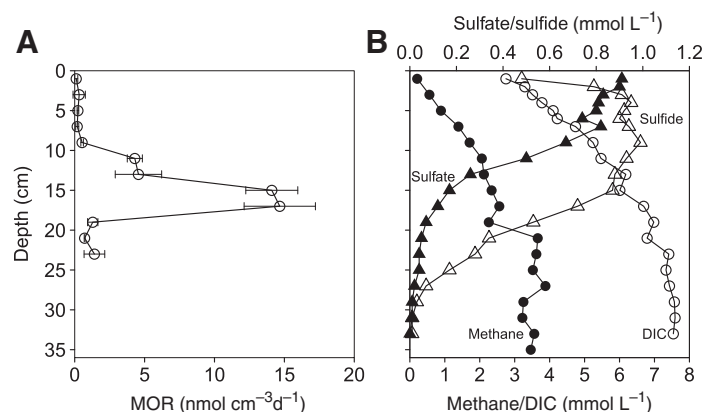 A
B
Sulfate/sulfide (mmol L⁻¹)
0.0 0.2 0.4 0.6 0.8 1.0 1.2
0
5
10
15
20
25
30
35
Depth (cm)
0 5 10 15 20
MOR (nmol cm⁻³d⁻¹)
Sulfide
Sulfate
Methane
DIC
0 1 2 3 4 5 6 7 8
Methane/DIC (mmol L⁻¹)